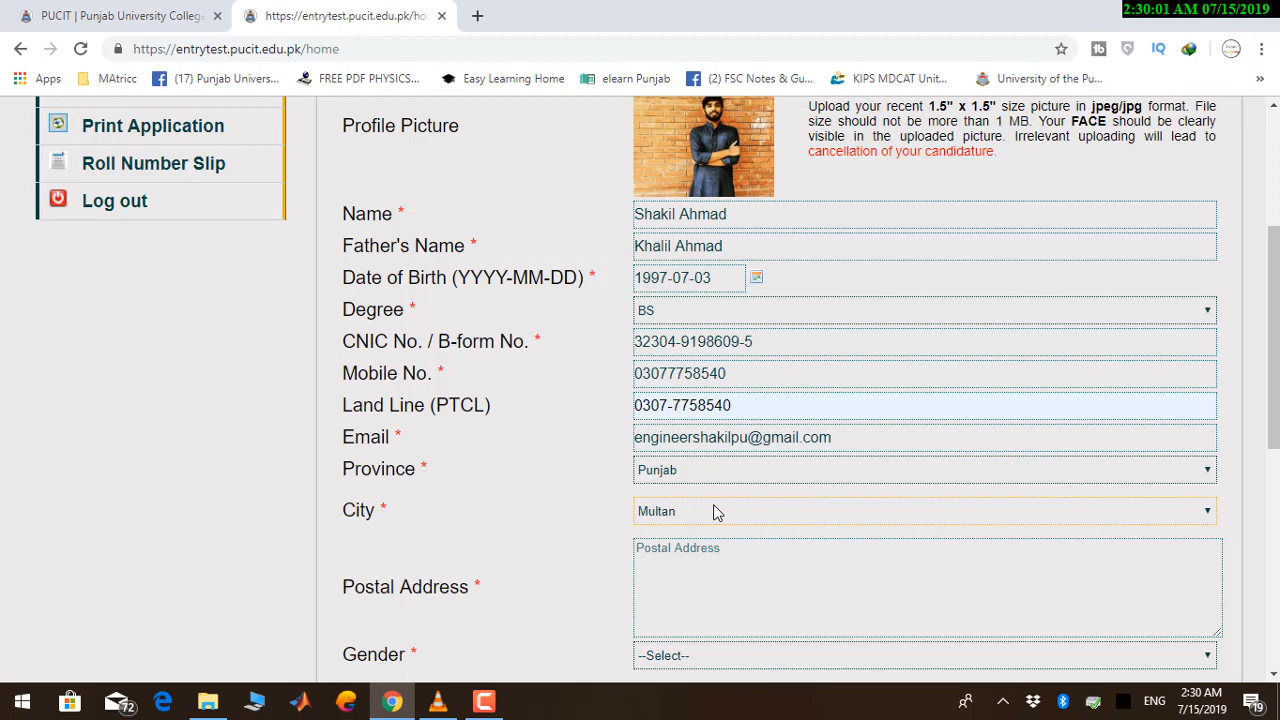 2:30:01 AM 07/15/2019
PUCIT | Punjab University College
https://entrytest.pucit.edu.pk/ho
https://entrytest.pucit.edu.pk/home
Apps
MAtricc
(17) Punjab Univers...
FREE PDF PHYSICS...
Easy Learning Home
elearn Punjab
(2) FSC Notes & Gu...
KIPS MDCAT Unit...
University of the Pu...
»
Print Application
Roll Number Slip
Log out
Profile Picture
Upload your recent 1.5" x 1.5" size picture in jpeg/jpg format. File
size should not be more than 1 MB. Your FACE should be clearly
visible in the uploaded picture. Irrelevant uploading will lead to
cancellation of your candidature.
Name * Shakil Ahmad
Father's Name * Khalil Ahmad
Date of Birth (YYYY-MM-DD) * 1997-07-03
Degree * BS
CNIC No. / B-form No. * 32304-9198609-5
Mobile No. * 03077758540
Land Line (PTCL) 0307-7758540
Email * engineershakilpu@gmail.com
Province * Punjab
City * Multan
Postal Address
Postal Address *
Gender * --Select--
72
ENG
2:30 AM
7/15/2019
19